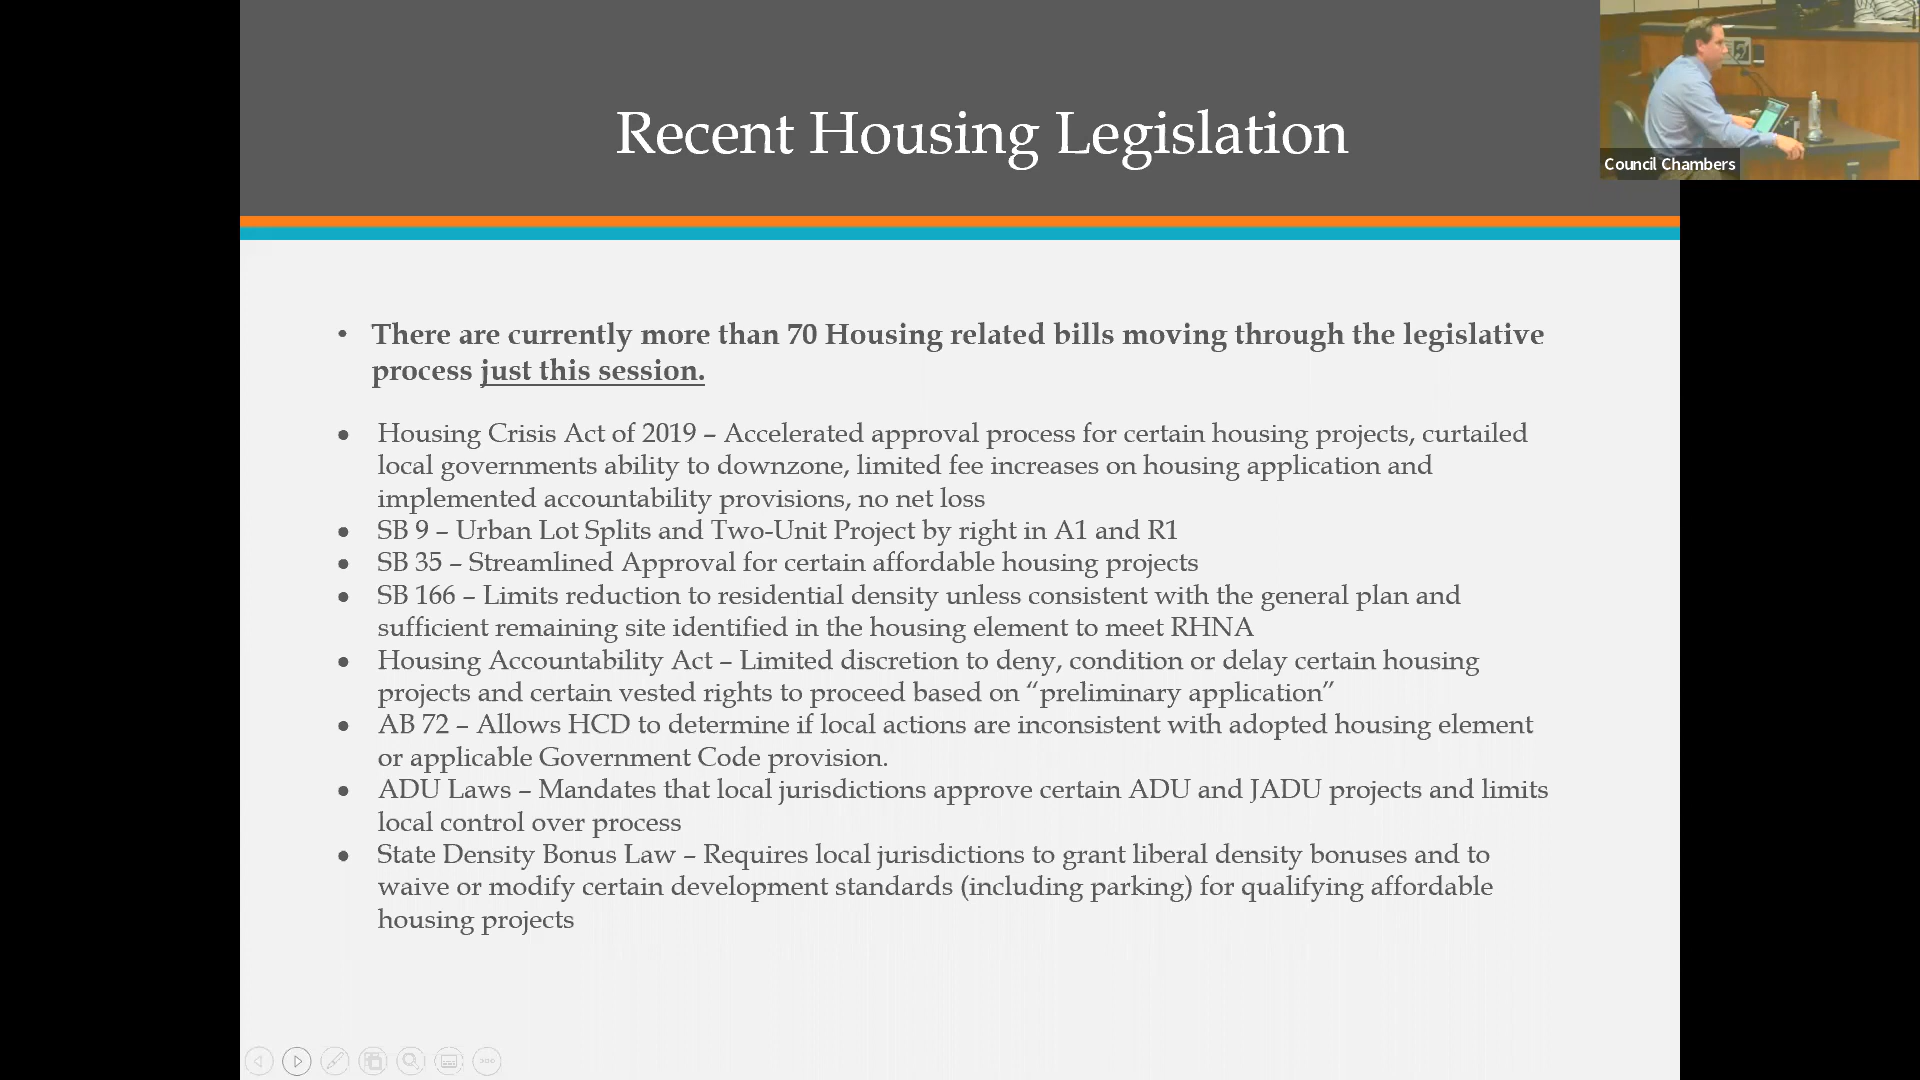 Recent Housing Legislation
Council Chambers
• There are currently more than 70 Housing related bills moving through the legislative
process just this session.
● Housing Crisis Act of 2019 – Accelerated approval process for certain housing projects, curtailed
local governments ability to downzone, limited fee increases on housing application and
implemented accountability provisions, no net loss
● SB 9 – Urban Lot Splits and Two-Unit Project by right in A1 and R1
● SB 35 – Streamlined Approval for certain affordable housing projects
● SB 166 – Limits reduction to residential density unless consistent with the general plan and
sufficient remaining site identified in the housing element to meet RHNA
● Housing Accountability Act – Limited discretion to deny, condition or delay certain housing
projects and certain vested rights to proceed based on “preliminary application”
● AB 72 – Allows HCD to determine if local actions are inconsistent with adopted housing element
or applicable Government Code provision.
● ADU Laws – Mandates that local jurisdictions approve certain ADU and JADU projects and limits
local control over process
● State Density Bonus Law – Requires local jurisdictions to grant liberal density bonuses and to
waive or modify certain development standards (including parking) for qualifying affordable
housing projects